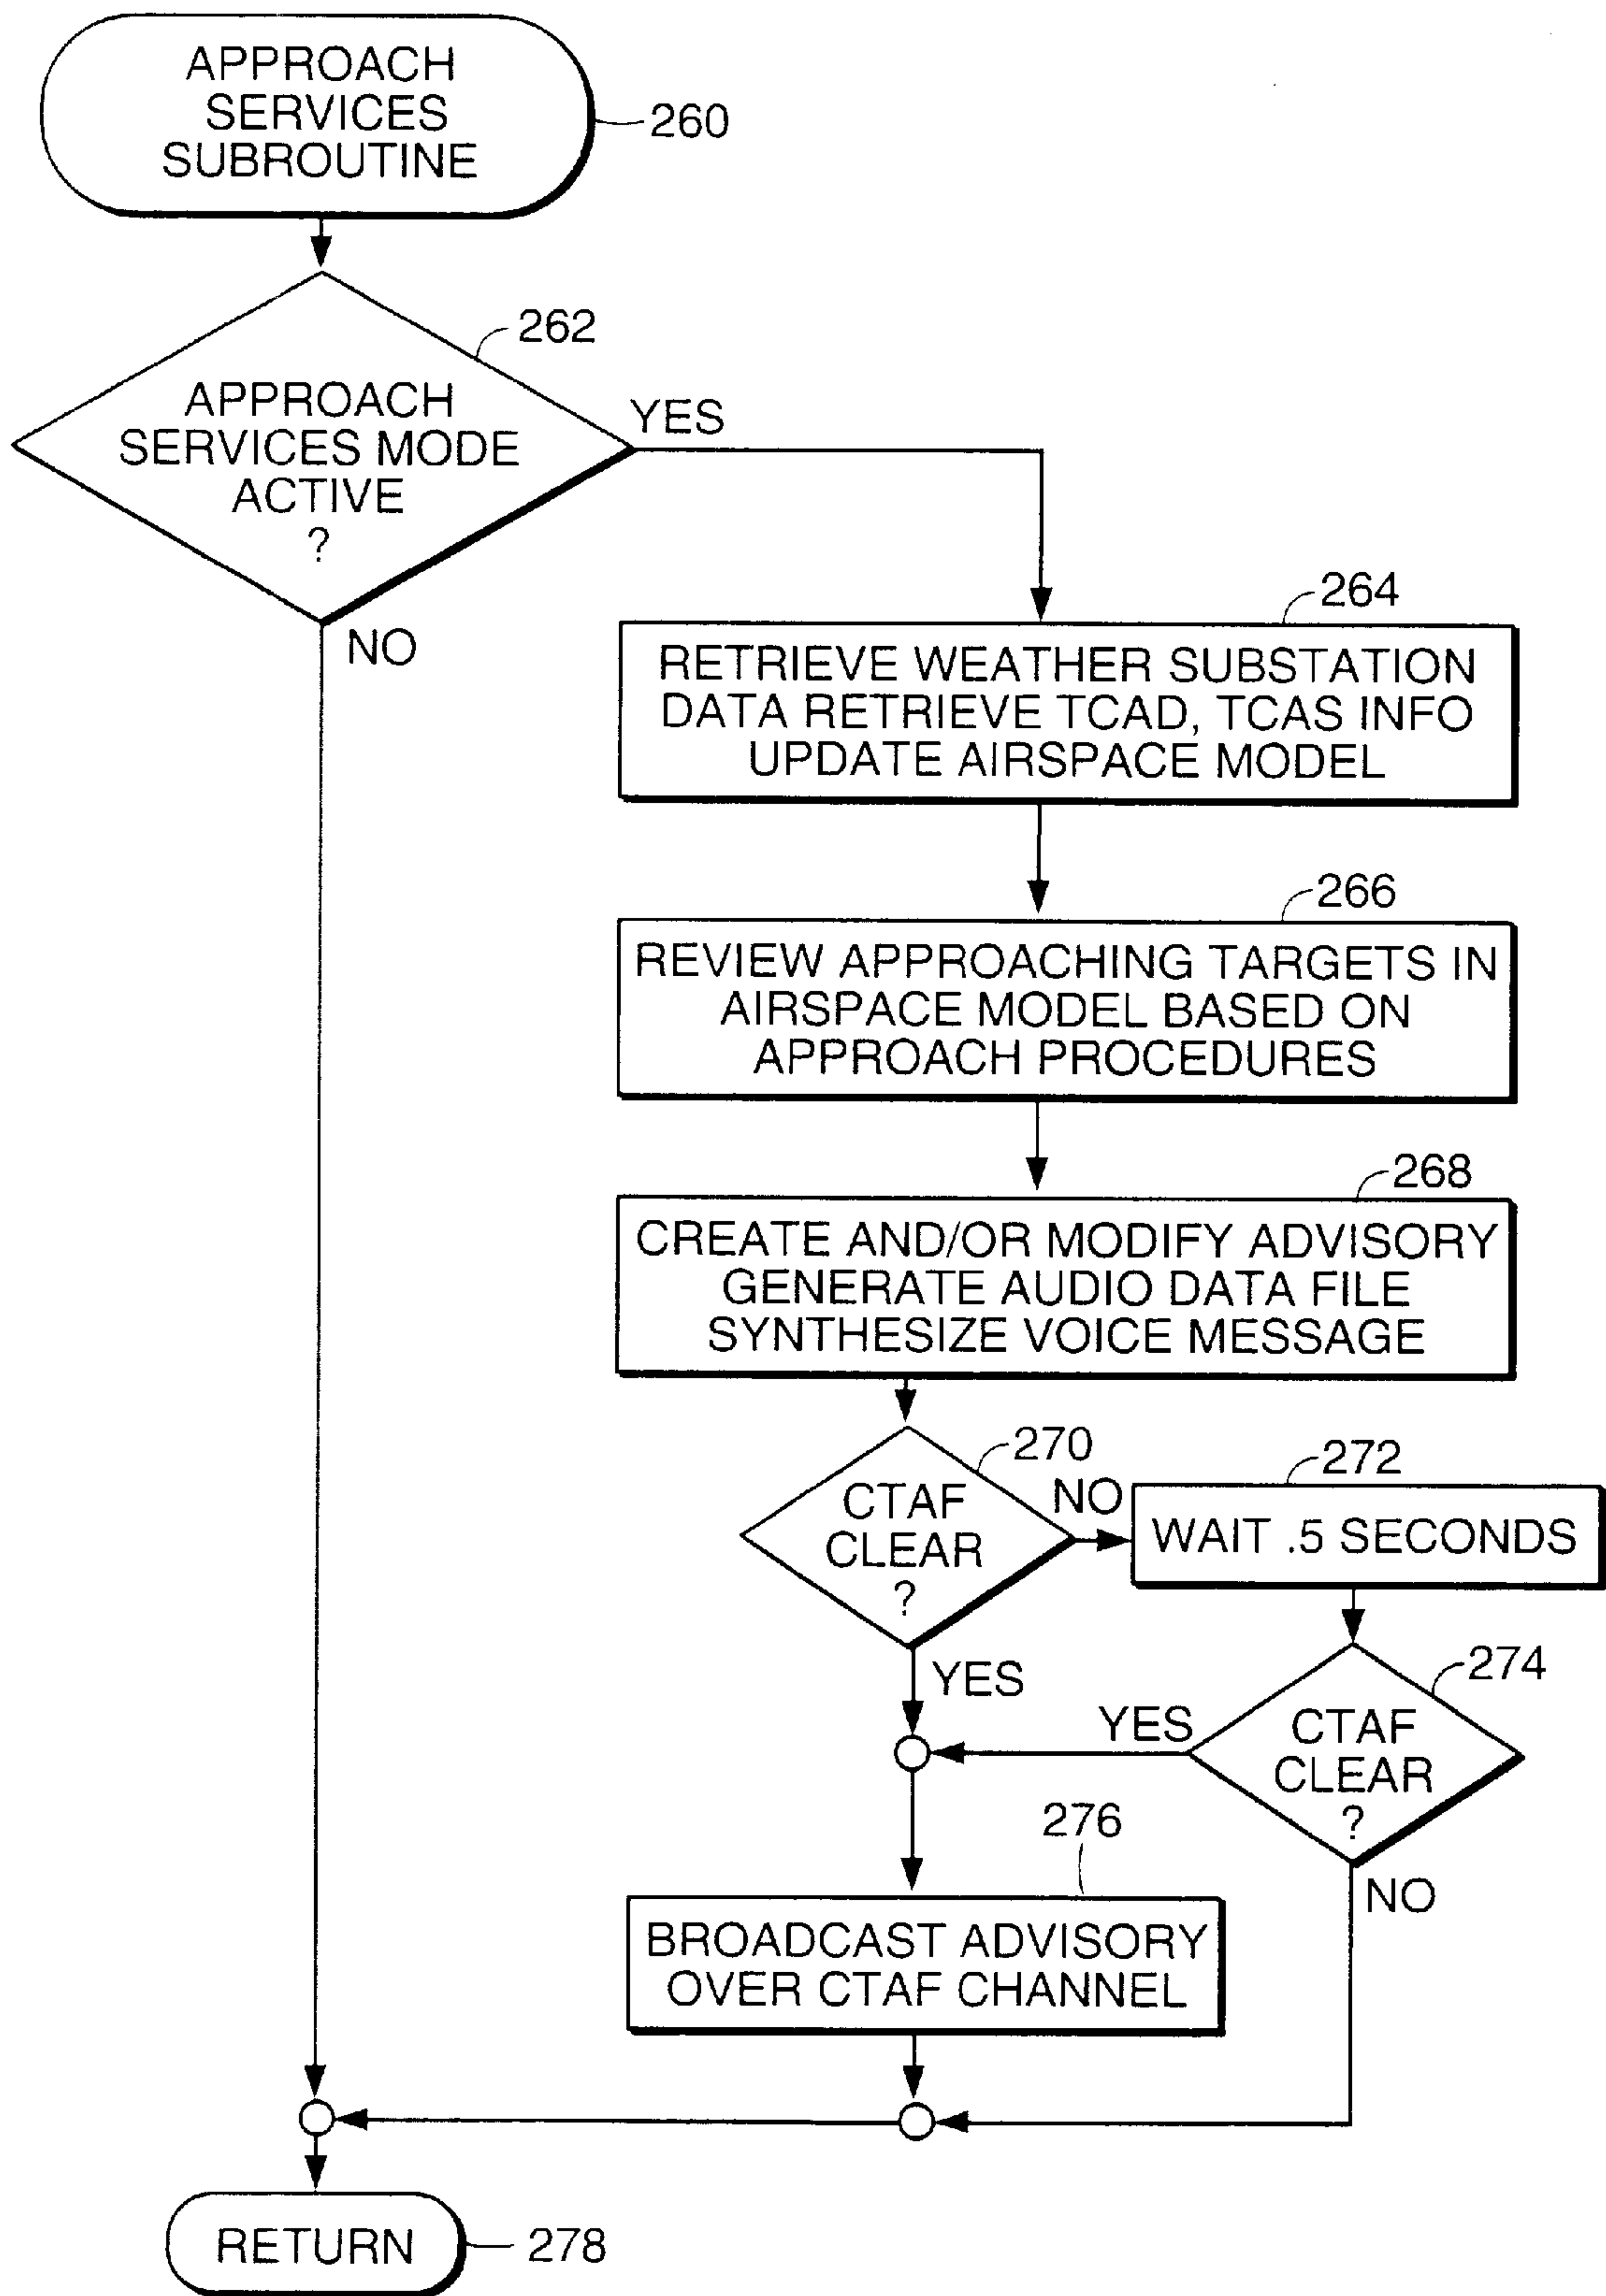 APPROACH
SERVICES
SUBROUTINE
260
262
APPROACH
SERVICES MODE
ACTIVE
?
YES
NO
264
RETRIEVE WEATHER SUBSTATION
DATA RETRIEVE TCAD, TCAS INFO
UPDATE AIRSPACE MODEL
266
REVIEW APPROACHING TARGETS IN
AIRSPACE MODEL BASED ON
APPROACH PROCEDURES
268
CREATE AND/OR MODIFY ADVISORY
GENERATE AUDIO DATA FILE
SYNTHESIZE VOICE MESSAGE
270
CTAF
CLEAR
?
NO
272
WAIT .5 SECONDS
YES
274
CTAF
CLEAR
?
YES
NO
276
BROADCAST ADVISORY
OVER CTAF CHANNEL
RETURN
278